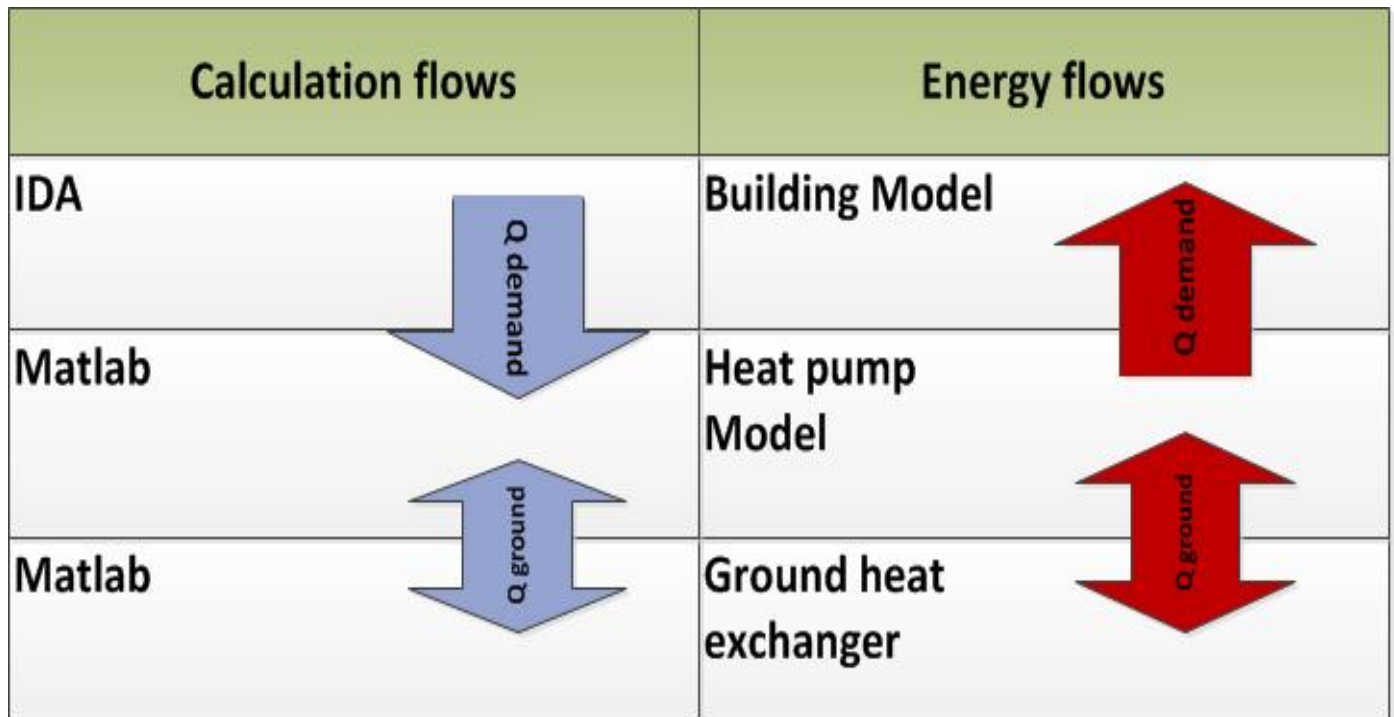 Calculation flows
Energy flows
IDA
Q demand
Building Model
Q demand
Matlab
Heat pump
Model
Q ground
Q ground
Matlab
Ground heat
exchanger